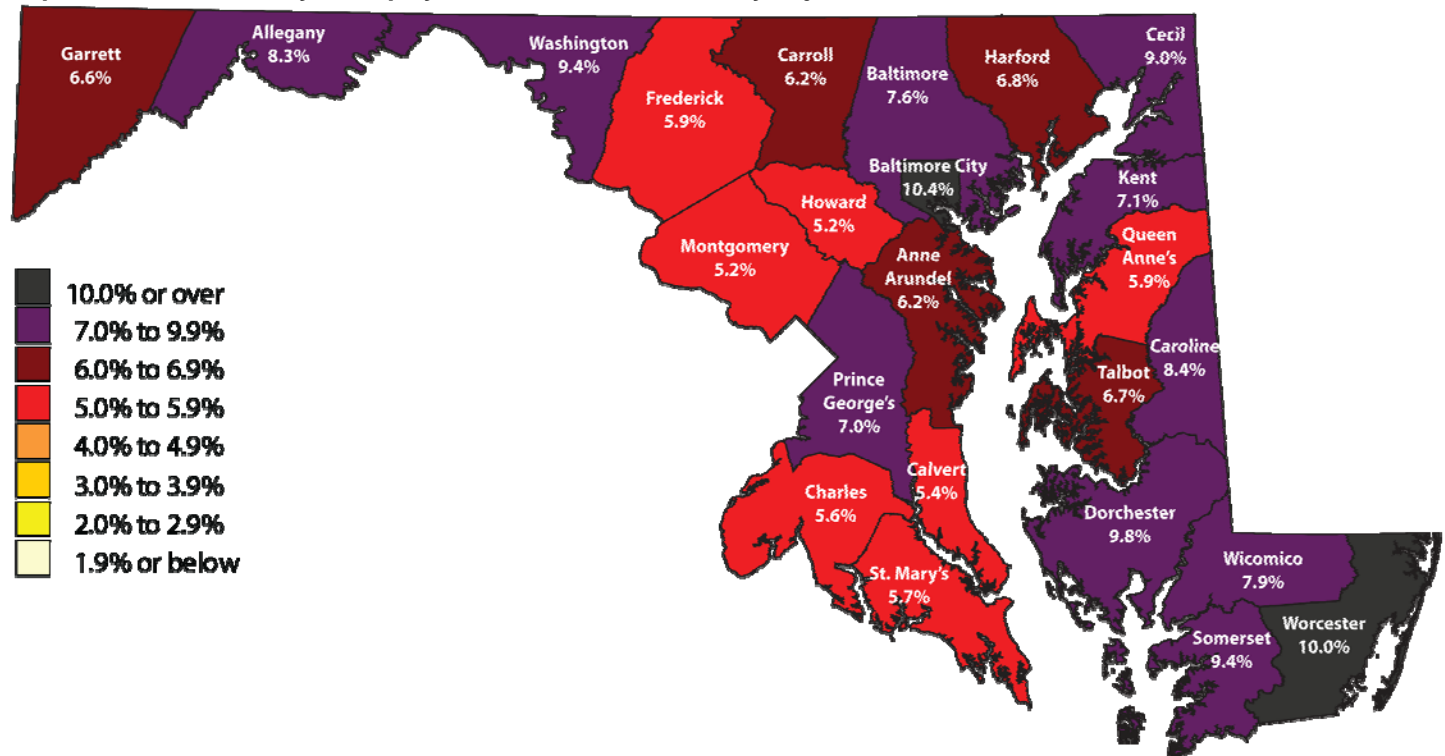 Garrett
6.6%
Allegany
8.3%
Washington
9.4%
Frederick
5.9%
Carroll
6.2%
Baltimore
7.6%
Harford
6.8%
Cecil
9.0%
Baltimore City
10.4%
Kent
7.1%
Howard
5.2%
Montgomery
5.2%
Anne
Arundel
6.2%
Queen
Anne's
5.9%
Caroline
8.4%
Talbot
6.7%
Prince
George's
7.0%
Calvert
5.4%
Charles
5.6%
St. Mary's
5.7%
Dorchester
9.8%
Wicomico
7.9%
Somerset
9.4%
Worcester
10.0%
10.0% or over
7.0% to 9.9%
6.0% to 6.9%
5.0% to 5.9%
4.0% to 4.9%
3.0% to 3.9%
2.0% to 2.9%
1.9% or below